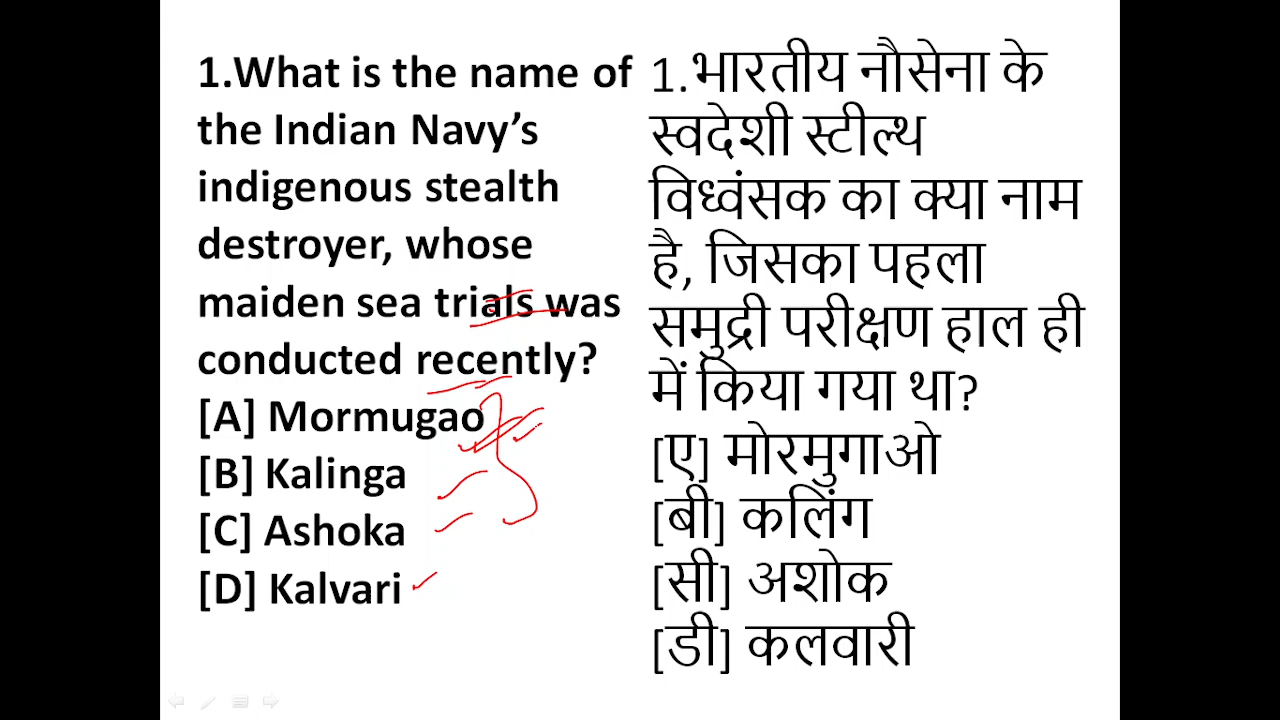 1.What is the name of
the Indian Navy’s
indigenous stealth
destroyer, whose
maiden sea trials was
conducted recently?
[A] Mormugao
[B] Kalinga
[C] Ashoka
[D] Kalvari
1.भारतीय नौसेना के
स्वदेशी स्टील्थ
विध्वंसक का क्या नाम
है, जिसका पहला
समुद्री परीक्षण हाल ही
में किया गया था?
[ए] मोरमुगाओ
[बी] कलिंग
[सी] अशोक
[डी] कलवारी